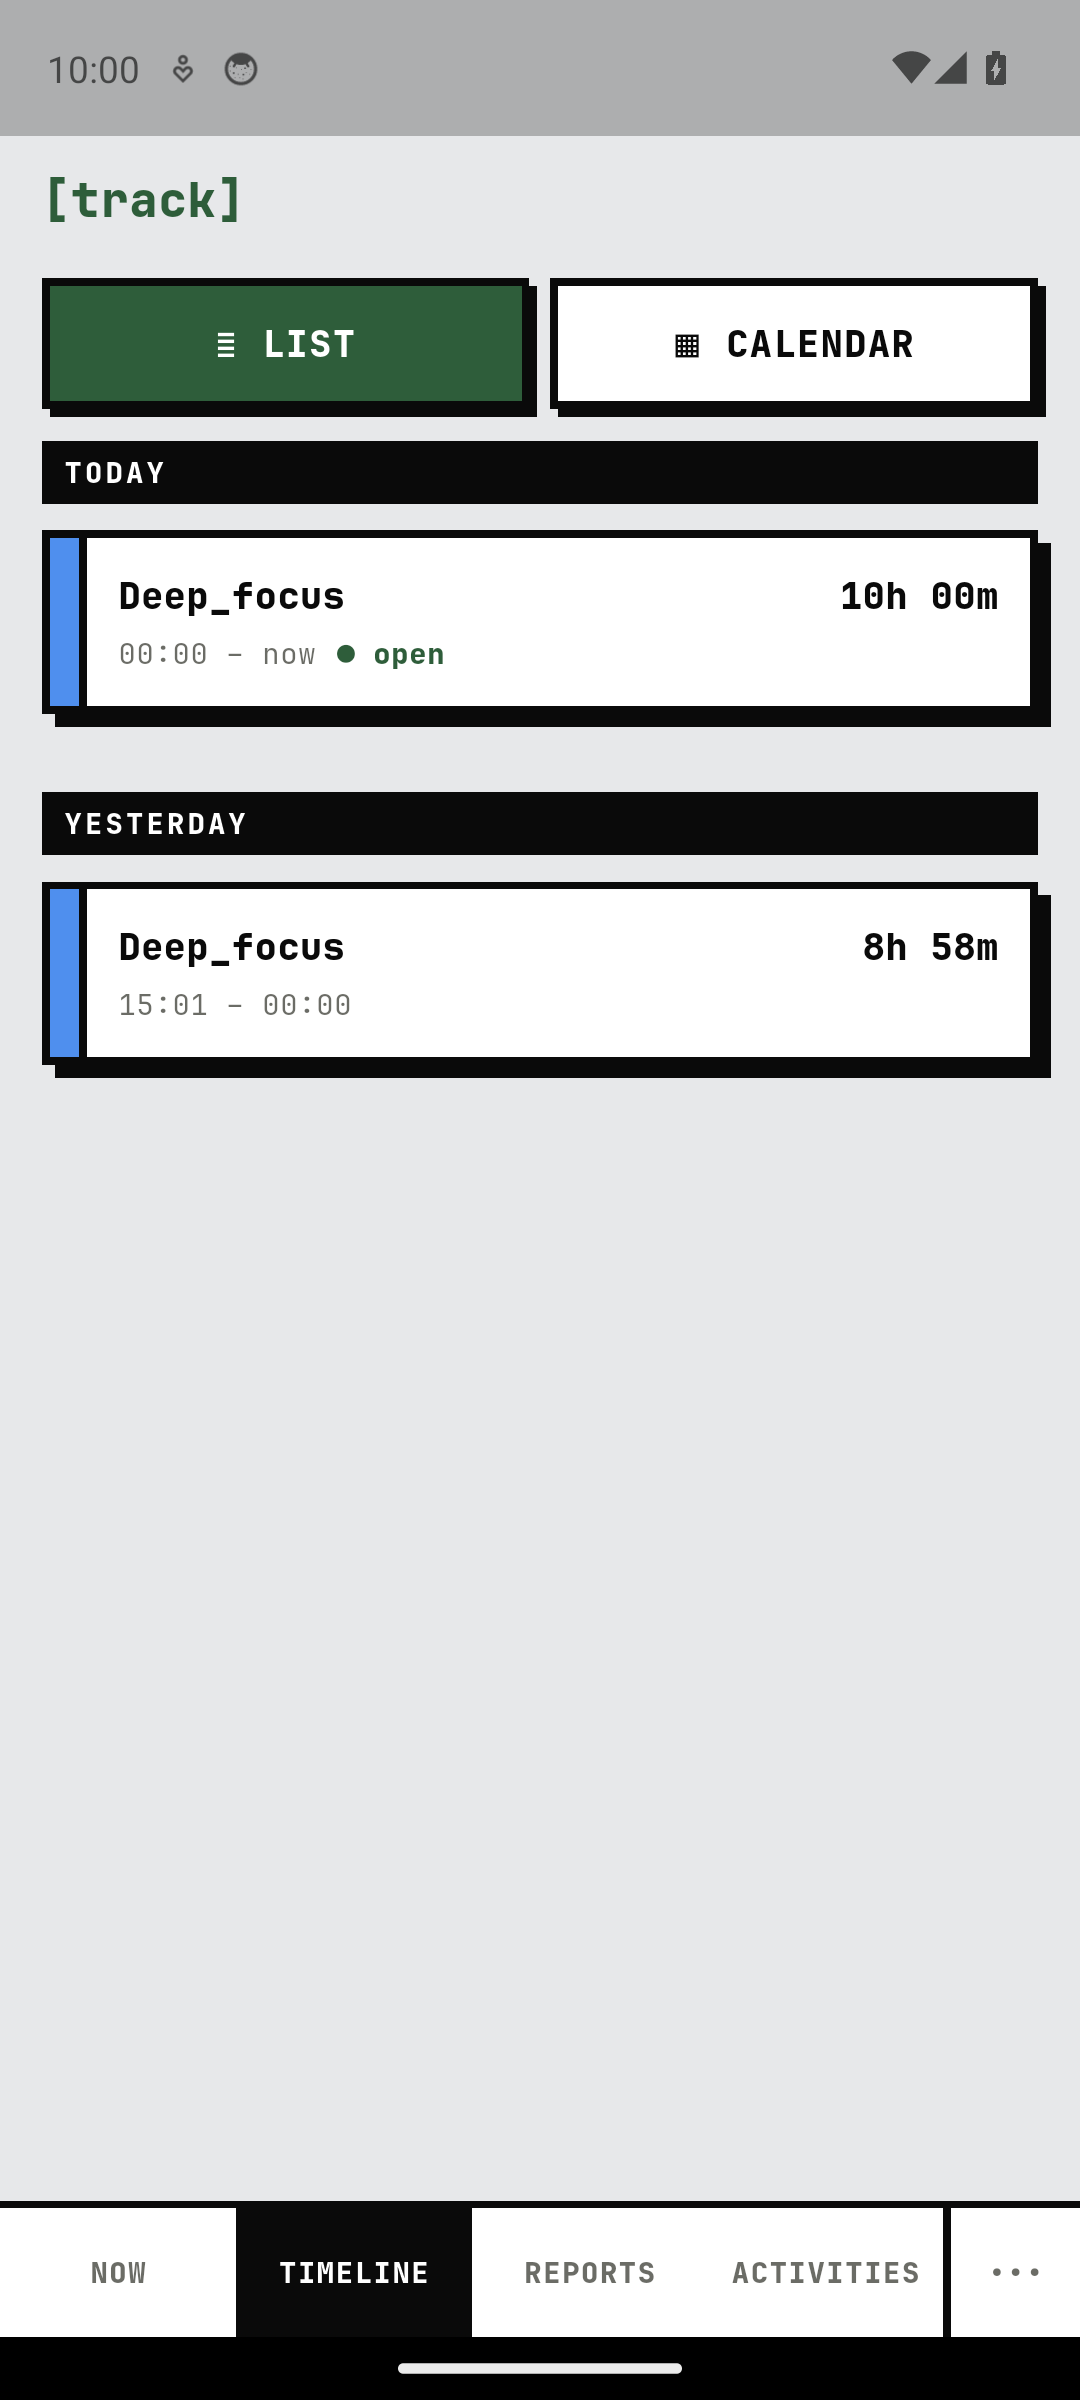 10:00
[track]
≣ LIST
▦ CALENDAR
TODAY
Deep_focus 10h 00m
00:00 – now ● open
YESTERDAY
Deep_focus 8h 58m
15:01 – 00:00
NOW TIMELINE REPORTS ACTIVITIES •••